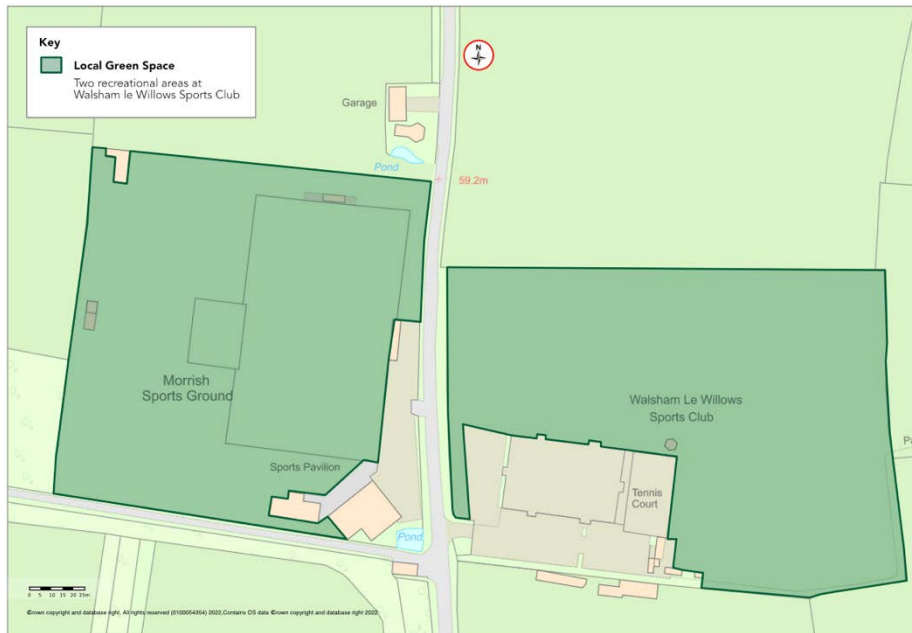 Key
Local Green Space
Two recreational areas at
Walsham le Willows Sports Club
N
Garage
Pond
59.2m
Morrish
Sports Ground
Walsham Le Willows
Sports Club
Pa
Sports Pavilion
Tennis
Court
Pond
0 5 10 15 20 25m
©rown copyright and database right. All rights reserved (0100054354) 2022,Contains OS data ©rown copyright and database right 2022